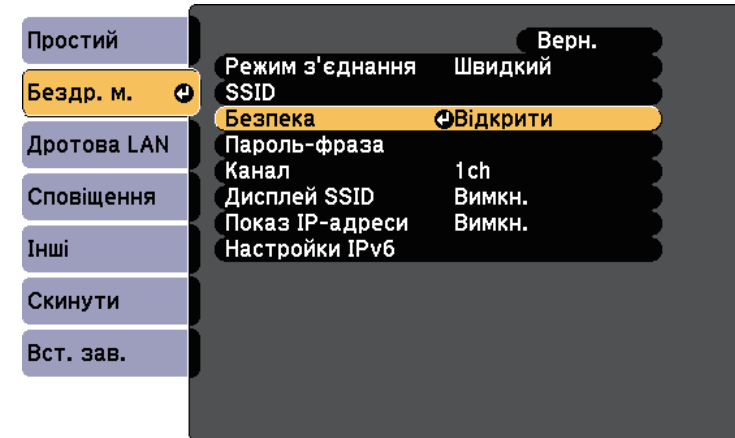 Простий
Бездр. м.
Дротова LAN
Сповіщення
Інші
Скинути
Вст. зав.
Верн.
Режим з'єднання Швидкий
SSID
Безпека Відкрити
Пароль-фраза
Канал 1ch
Дисплей SSID Вимкн.
Показ IP-адреси Вимкн.
Настройки IPv6